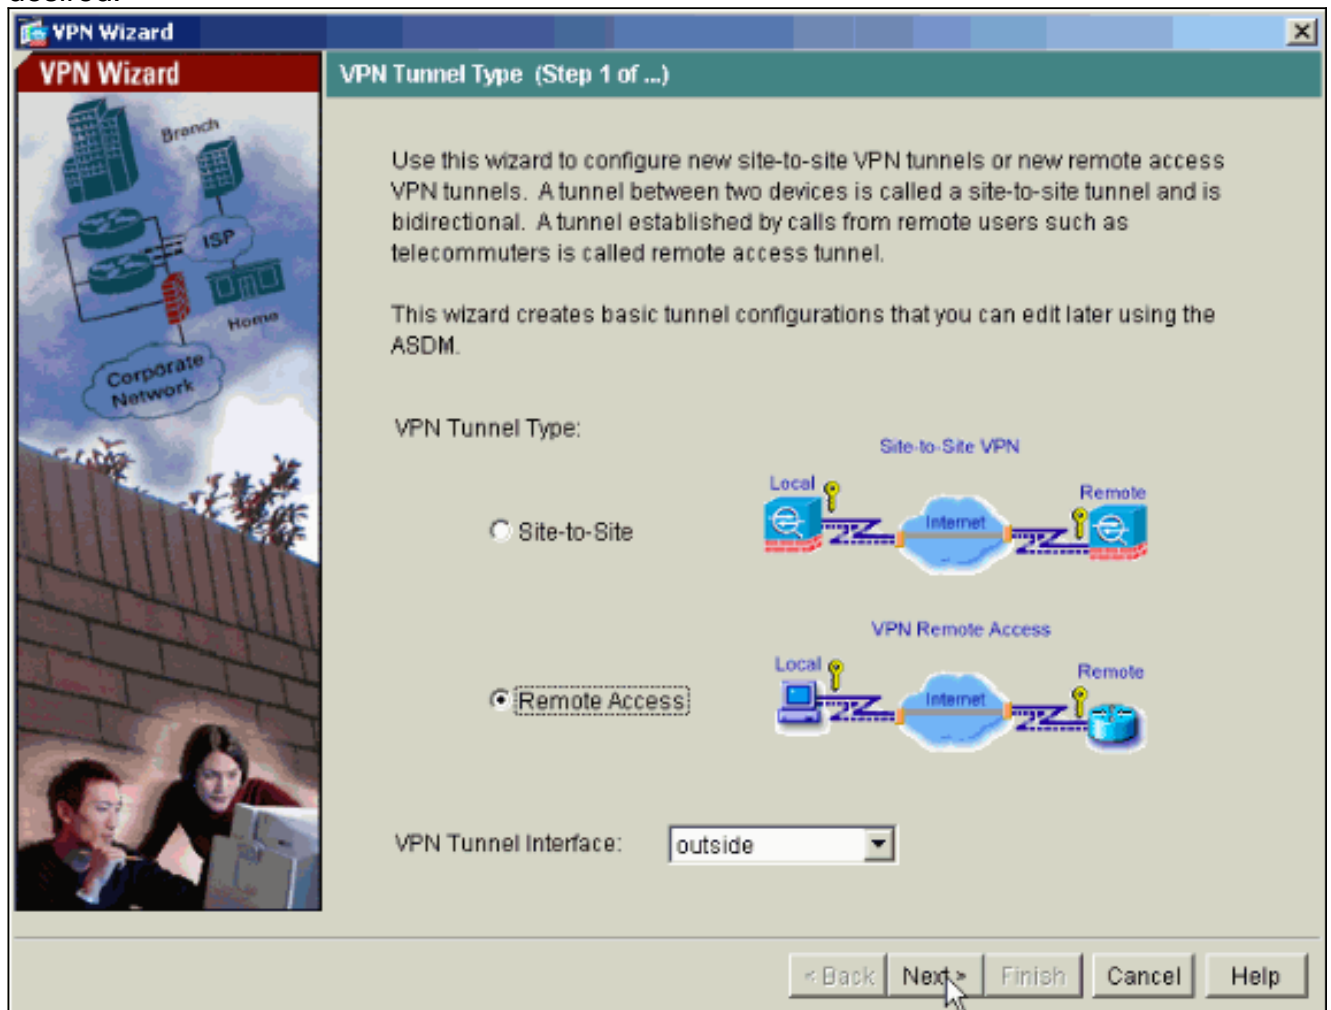 desired.
VPN Wizard
VPN Wizard
VPN Tunnel Type (Step 1 of ...)
Branch
ISP
Home
Corporate
Network
Use this wizard to configure new site-to-site VPN tunnels or new remote access
VPN tunnels. A tunnel between two devices is called a site-to-site tunnel and is
bidirectional. A tunnel established by calls from remote users such as
telecommuters is called remote access tunnel.
This wizard creates basic tunnel configurations that you can edit later using the
ASDM.
VPN Tunnel Type:
Site-to-Site VPN
Local
Remote
Internet
Site-to-Site
VPN Remote Access
Local
Remote
Internet
Remote Access
VPN Tunnel Interface:
outside
< Back
Next >
Finish
Cancel
Help